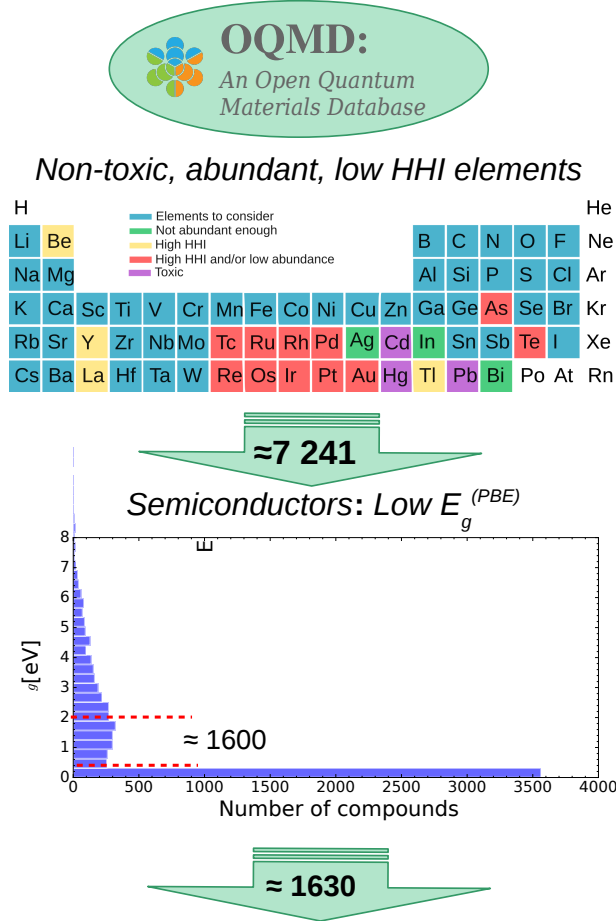 OQMD:
An Open Quantum
Materials Database
Non-toxic, abundant, low HHI elements
H He
Elements to consider
Not abundant enough
High HHI
High HHI and/or low abundance
Toxic
Li Be B C N O F Ne
Na Mg Al Si P S Cl Ar
K Ca Sc Ti V Cr Mn Fe Co Ni Cu Zn Ga Ge As Se Br Kr
Rb Sr Y Zr Nb Mo Tc Ru Rh Pd Ag Cd In Sn Sb Te I Xe
Cs Ba La Hf Ta W Re Os Ir Pt Au Hg Tl Pb Bi Po At Rn
≈7 241
Semiconductors: Low E_g^(PBE)
E
g[eV]
8
7
6
5
4
3
2
1
0
≈ 1600
0 500 1000 1500 2000 2500 3000 3500 4000
Number of compounds
≈ 1630